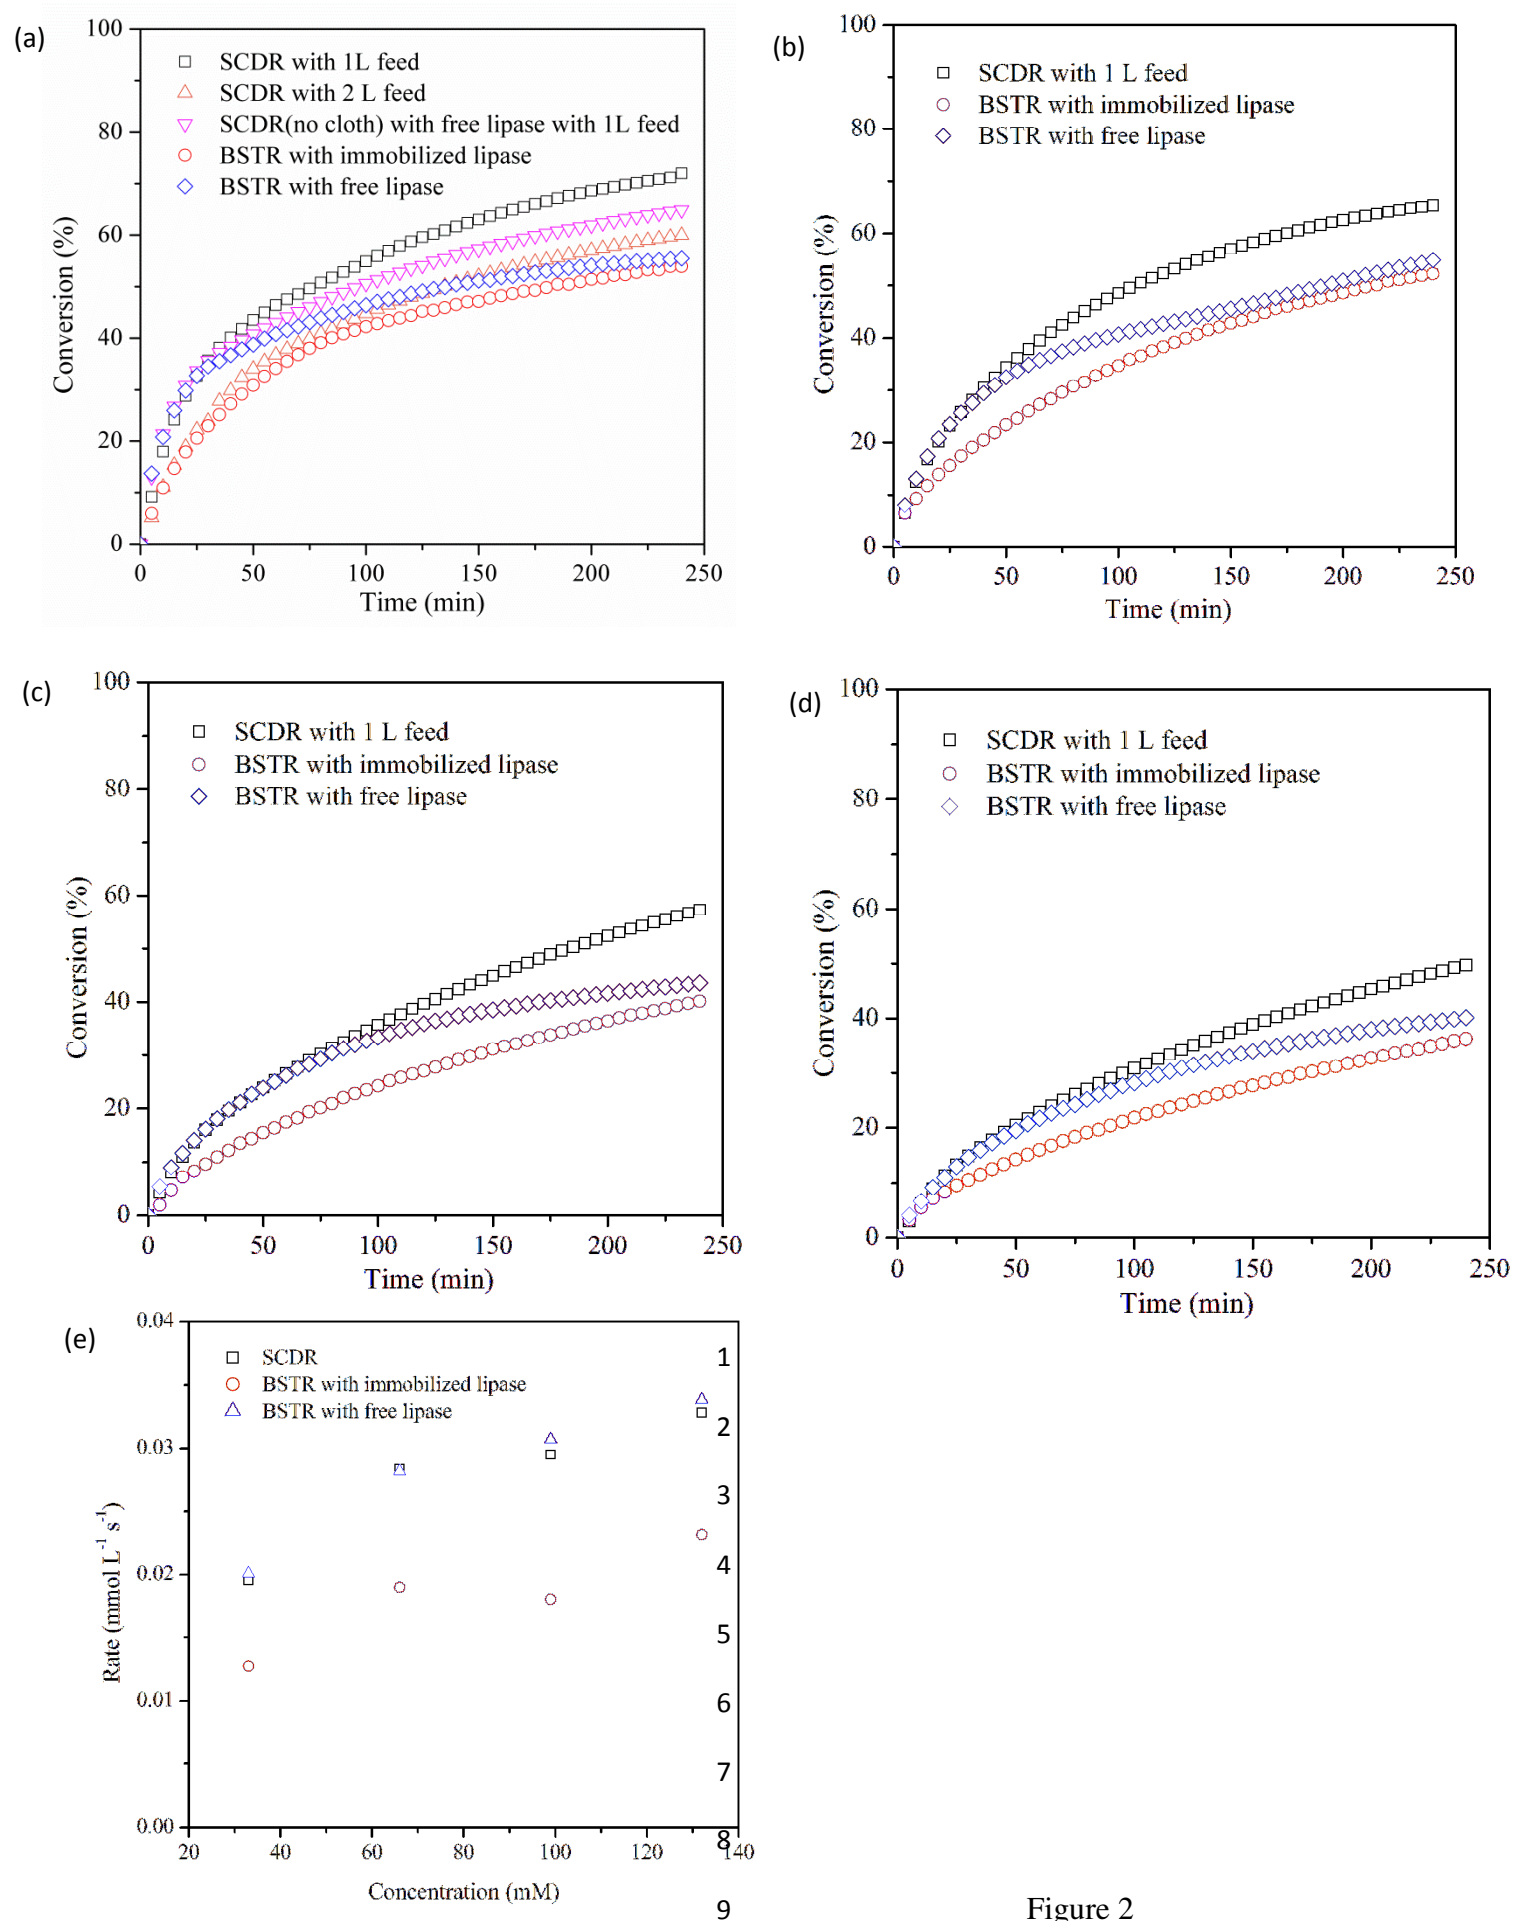 (a)
100
80
60
40
20
0
SCDR with 1L feed
SCDR with 2 L feed
SCDR(no cloth) with free lipase with 1L feed
BSTR with immobilized lipase
BSTR with free lipase
Conversion (%)
0 50 100 150 200 250
Time (min)
(b)
100
80
60
40
20
0
SCDR with 1 L feed
BSTR with immobilized lipase
BSTR with free lipase
Conversion (%)
0 50 100 150 200 250
Time (min)
(c)
100
80
60
40
20
0
SCDR with 1 L feed
BSTR with immobilized lipase
BSTR with free lipase
Conversion (%)
0 50 100 150 200 250
Time (min)
(d)
100
80
60
40
20
0
SCDR with 1 L feed
BSTR with immobilized lipase
BSTR with free lipase
Conversion (%)
0 50 100 150 200 250
Time (min)
(e)
0.04
0.03
0.02
0.01
0.00
SCDR
BSTR with immobilized lipase
BSTR with free lipase
Rate (mmol L⁻¹ s⁻¹)
20 40 60 80 100 120 140
Concentration (mM)
1
2
3
4
5
6
7
8
9
Figure 2